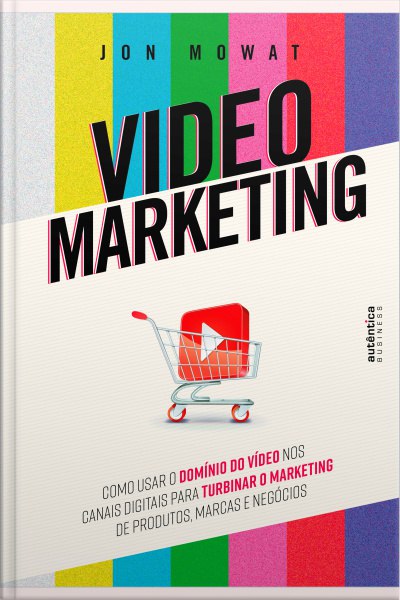 JON MOWAT
VIDEO
MARKETING
autêntica
BUSINESS
COMO USAR O DOMÍNIO DO VÍDEO NOS
CANAIS DIGITAIS PARA TURBINAR O MARKETING
DE PRODUTOS, MARCAS E NEGÓCIOS